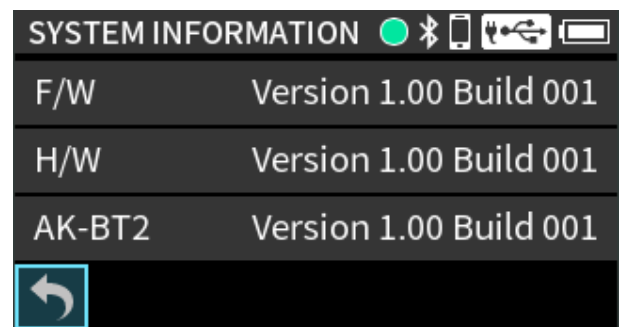 SYSTEM INFORMATION
F/W Version 1.00 Build 001
H/W Version 1.00 Build 001
AK-BT2 Version 1.00 Build 001